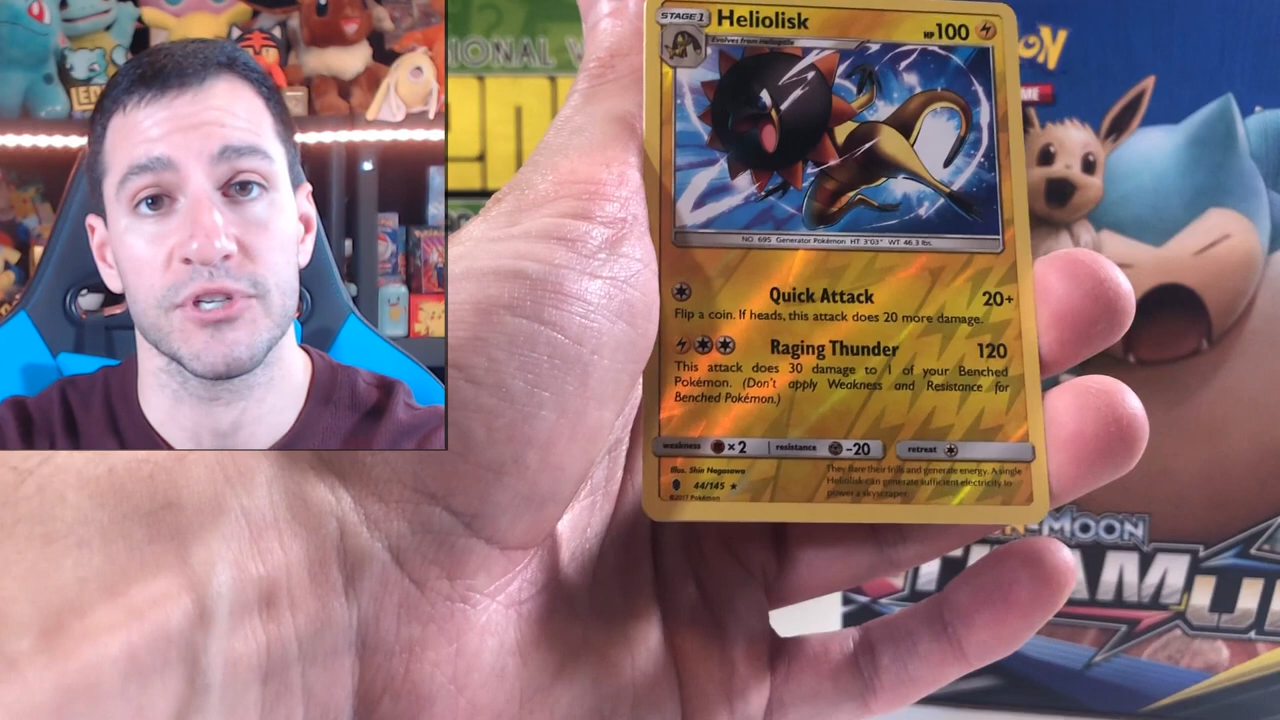 STAGE 1
Heliolisk
HP 100
Evolves from Helioptile
NO. 695 Generator Pokémon HT: 3'03" WT: 46.3 lbs.
Quick Attack 20+
Flip a coin. If heads, this attack does 20 more damage.
Raging Thunder 120
This attack does 30 damage to 1 of your Benched
Pokémon. (Don't apply Weakness and Resistance for
Benched Pokémon.)
weakness ×2 resistance -20 retreat
Illus. Shin Nagasawa
They flare their frills and generate energy. A single
Heliolisk can generate sufficient electricity to
power a skyscraper.
44/145 ★
©2017 Pokémon
IONAL
MOON
TEAM U